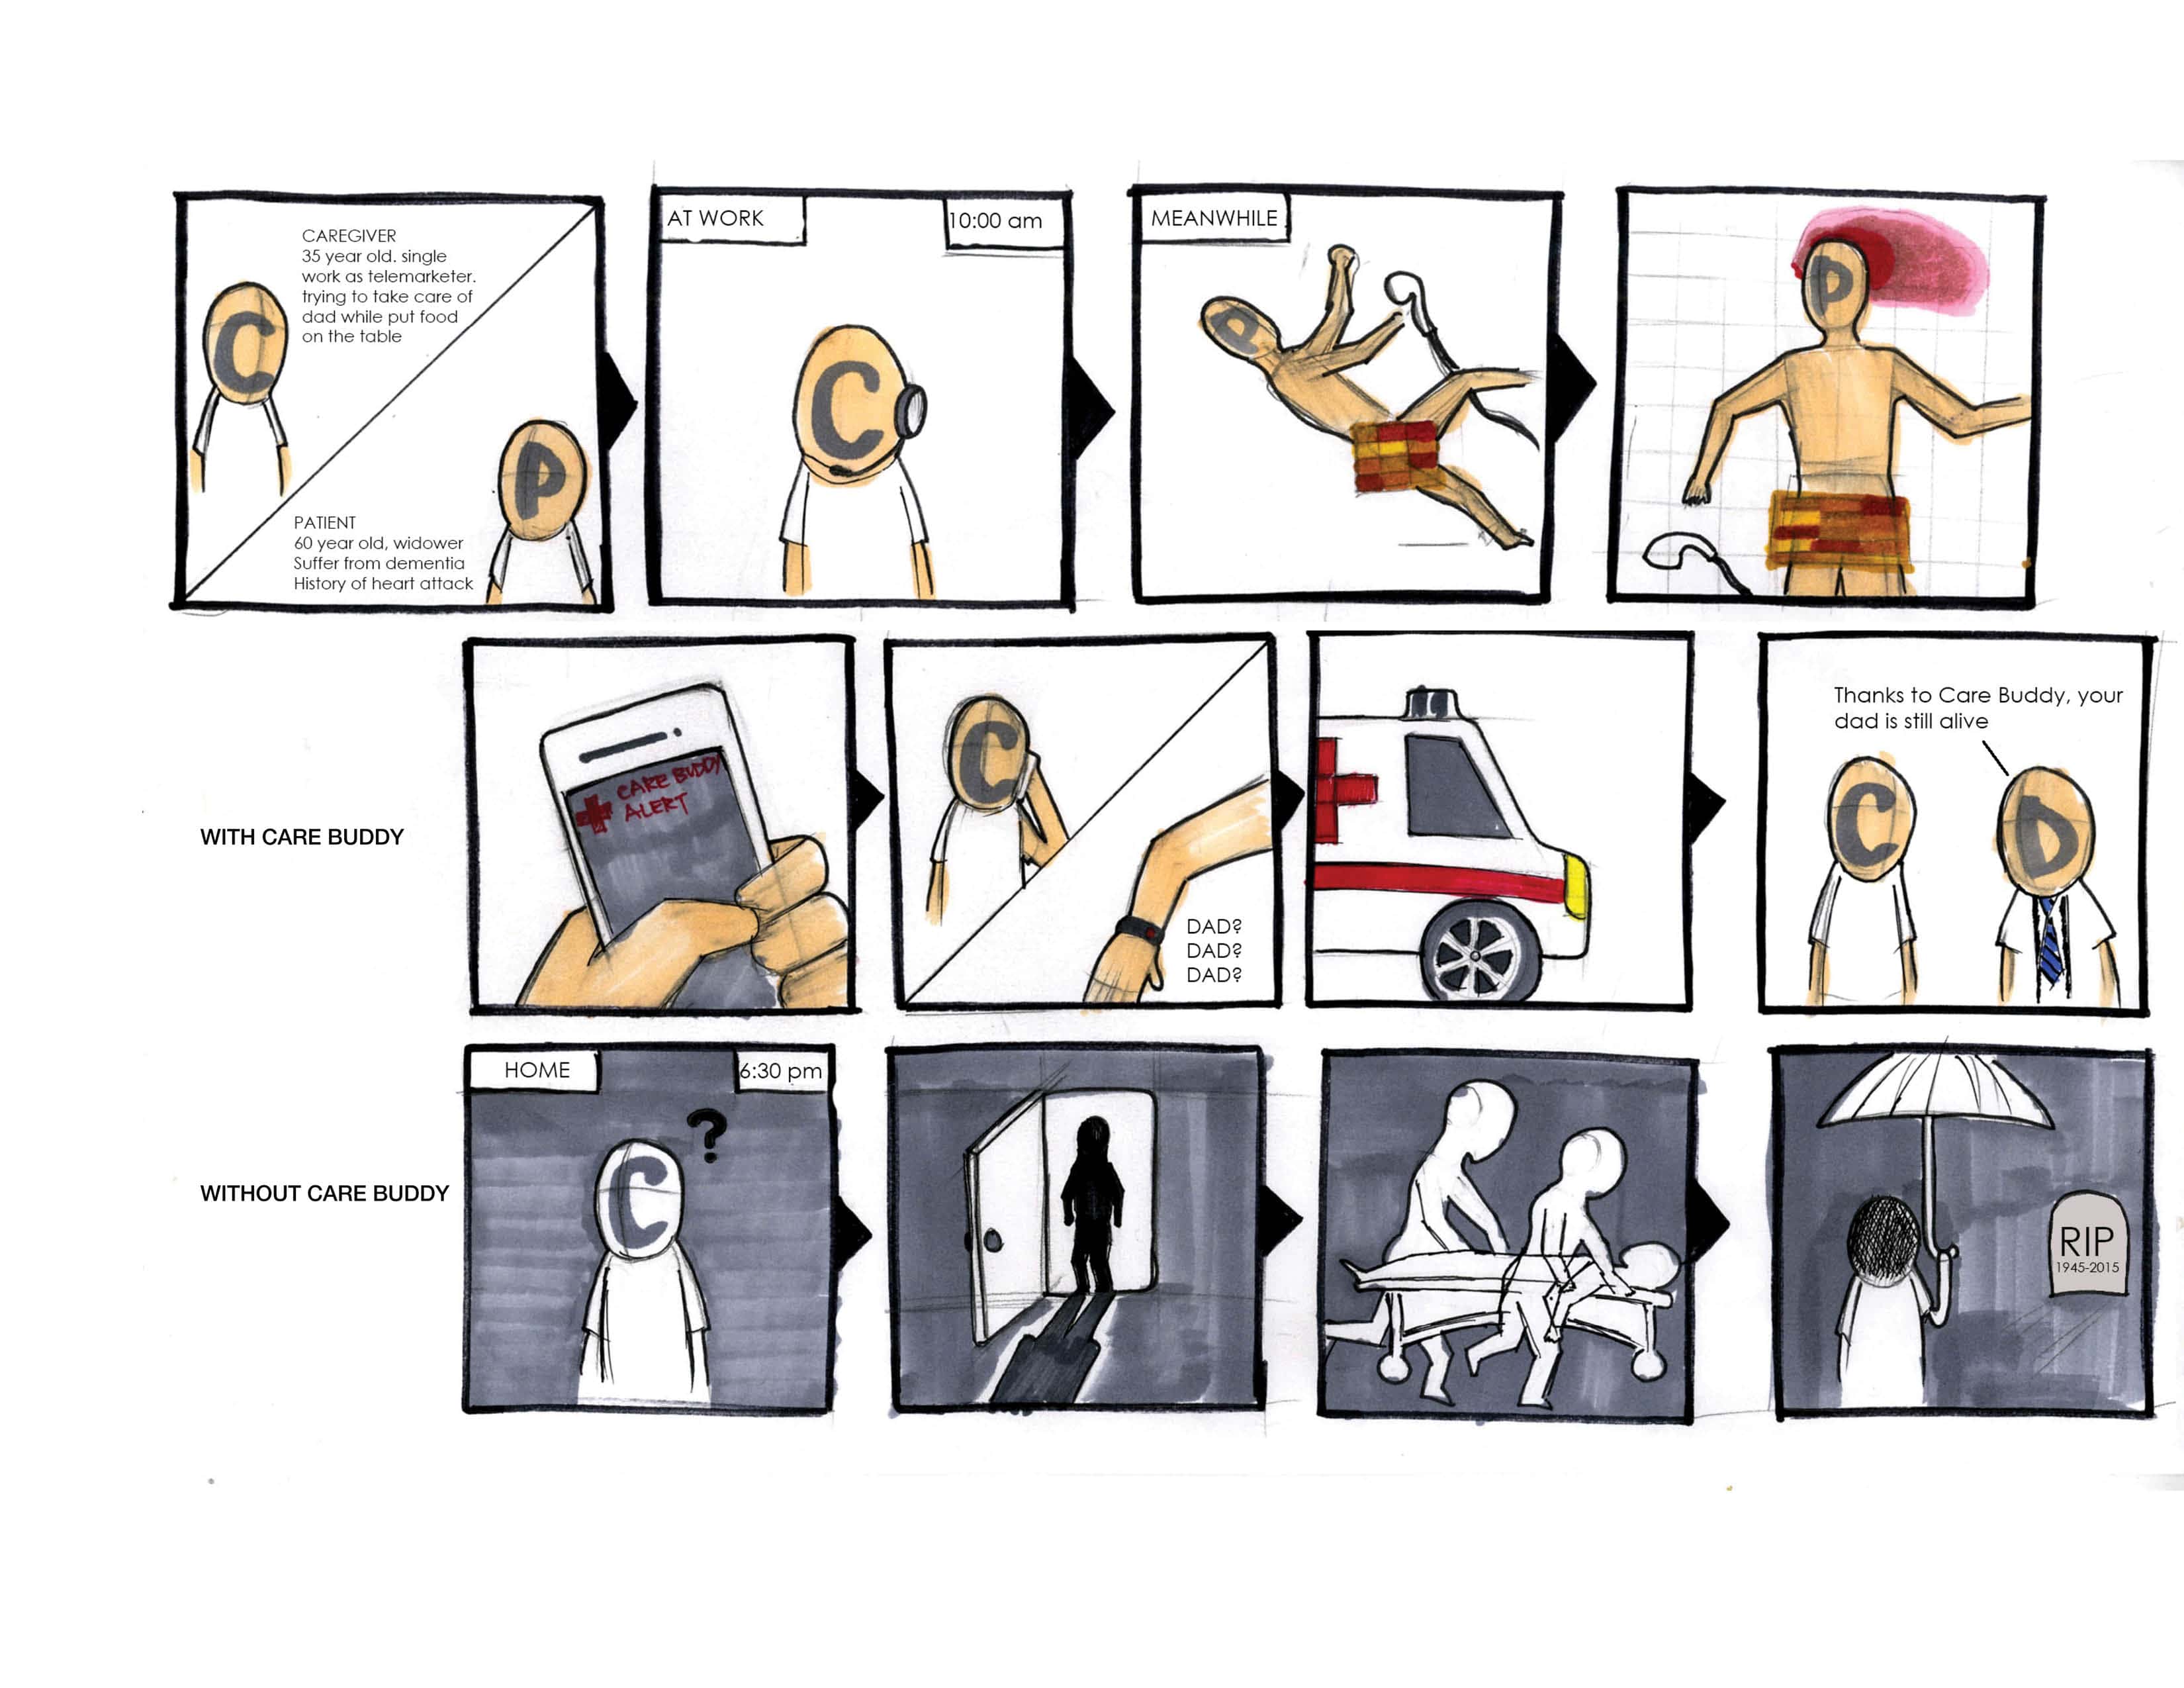 C
CAREGIVER
35 year old. single
work as telemarketer.
trying to take care of
dad while put food
on the table
P
PATIENT
60 year old, widower
Suffer from dementia
History of heart attack
AT WORK
10:00 am
C
MEANWHILE
P
P
WITH CARE BUDDY
CARE BUDDY
ALERT
C
DAD?
DAD?
DAD?
Thanks to Care Buddy, your
dad is still alive
C
D
WITHOUT CARE BUDDY
HOME
6:30 pm
?
C
RIP
1945-2015